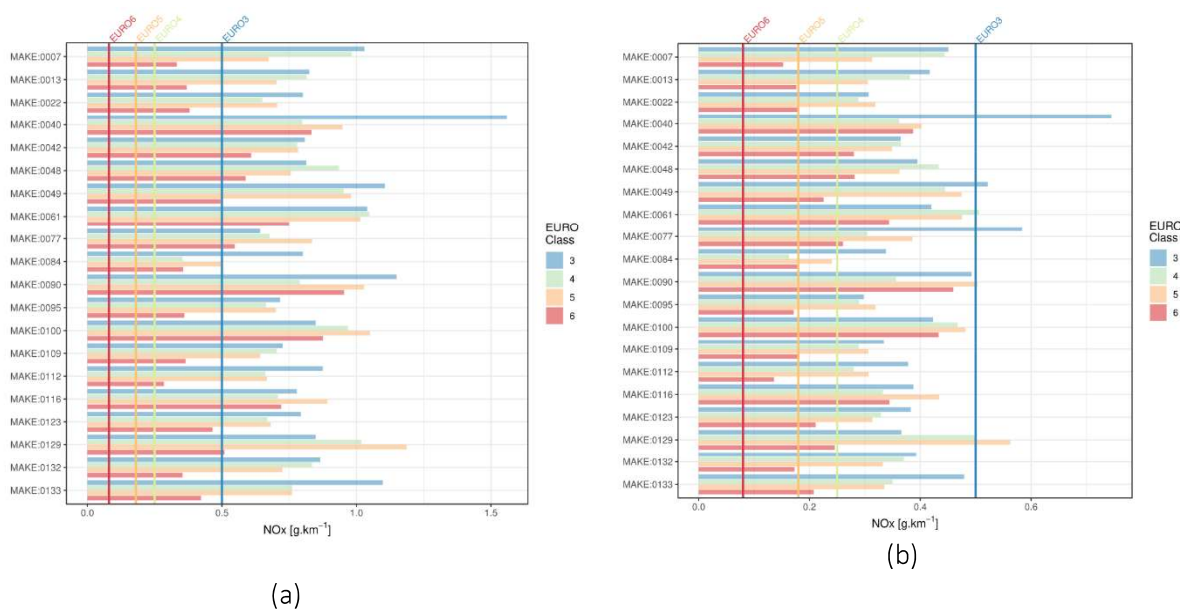 EURO6
EURO5
EURO4
EURO3
MAKE:0007
MAKE:0013
MAKE:0022
MAKE:0040
MAKE:0042
MAKE:0048
MAKE:0049
MAKE:0061
MAKE:0077
MAKE:0084
MAKE:0090
MAKE:0095
MAKE:0100
MAKE:0109
MAKE:0112
MAKE:0116
MAKE:0123
MAKE:0129
MAKE:0132
MAKE:0133
0.0 0.5 1.0 1.5
NOx [g.km⁻¹]
EURO
Class
3
4
5
6
(a)
EURO6
EURO5
EURO4
EURO3
MAKE:0007
MAKE:0013
MAKE:0022
MAKE:0040
MAKE:0042
MAKE:0048
MAKE:0049
MAKE:0061
MAKE:0077
MAKE:0084
MAKE:0090
MAKE:0095
MAKE:0100
MAKE:0109
MAKE:0112
MAKE:0116
MAKE:0123
MAKE:0129
MAKE:0132
MAKE:0133
0.0 0.2 0.4 0.6
NOx [g.km⁻¹]
EURO
Class
3
4
5
6
(b)